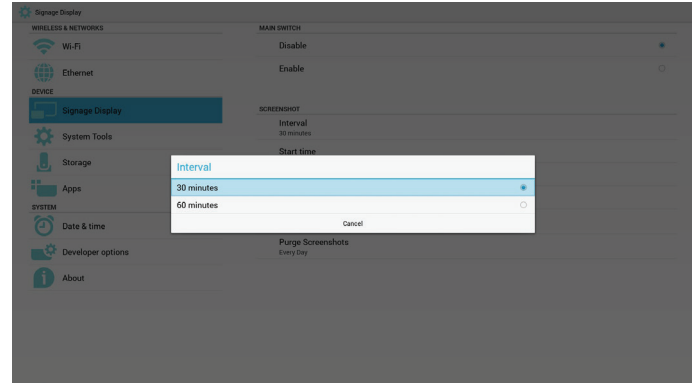 Signage Display
WIRELESS & NETWORKS
Wi-Fi
Ethernet
DEVICE
Signage Display
System Tools
Storage
Apps
SYSTEM
Date & time
Developer options
About
MAIN SWITCH
Disable
Enable
SCREENSHOT
Interval
30 minutes
Start time
Interval
30 minutes
60 minutes
Cancel
Purge Screenshots
Every Day